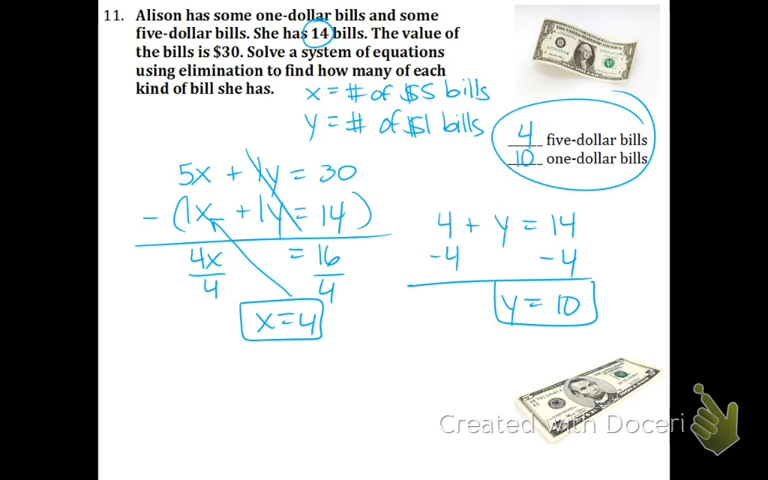 11. Alison has some one-dollar bills and some
five-dollar bills. She has 14 bills. The value of
the bills is $30. Solve a system of equations
using elimination to find how many of each
kind of bill she has.
x = # of $5 bills
y = # of $1 bills
4 five-dollar bills
10 one-dollar bills
5x + 1y = 30
- (1x + 1y = 14)
4x = 16
4 4
x = 4
4 + y = 14
-4 -4
y = 10
Created with Doceri